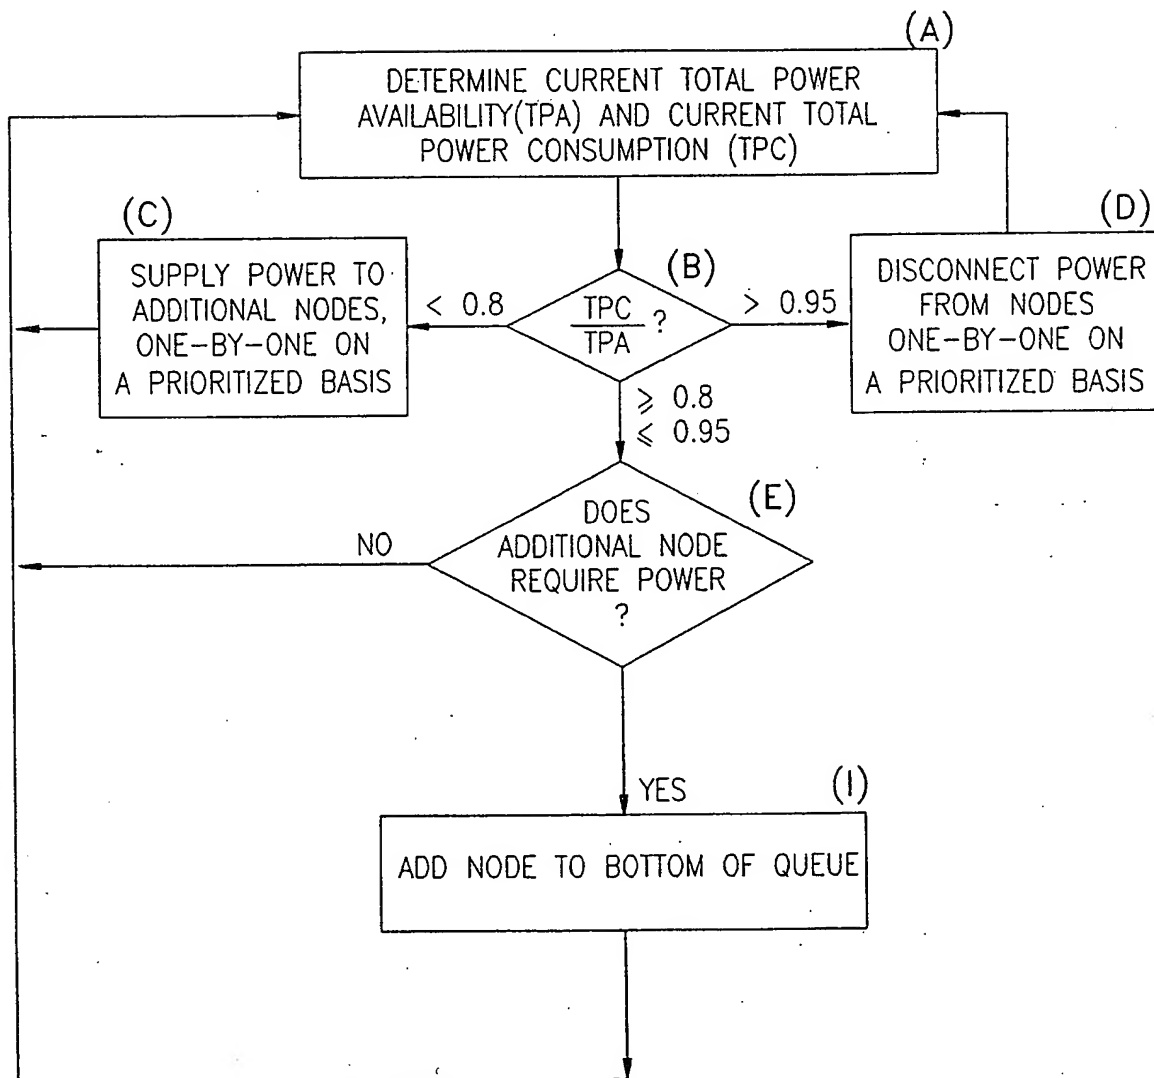 (A)
DETERMINE CURRENT TOTAL POWER
AVAILABILITY(TPA) AND CURRENT TOTAL
POWER CONSUMPTION (TPC)
(C)
SUPPLY POWER TO
ADDITIONAL NODES,
ONE-BY-ONE ON
A PRIORITIZED BASIS
< 0.8
(B)
TPC
TPA
?
> 0.95
(D)
DISCONNECT POWER
FROM NODES
ONE-BY-ONE ON
A PRIORITIZED BASIS
⩾ 0.8
⩽ 0.95
(E)
DOES
ADDITIONAL NODE
REQUIRE POWER
?
NO
YES
(I)
ADD NODE TO BOTTOM OF QUEUE